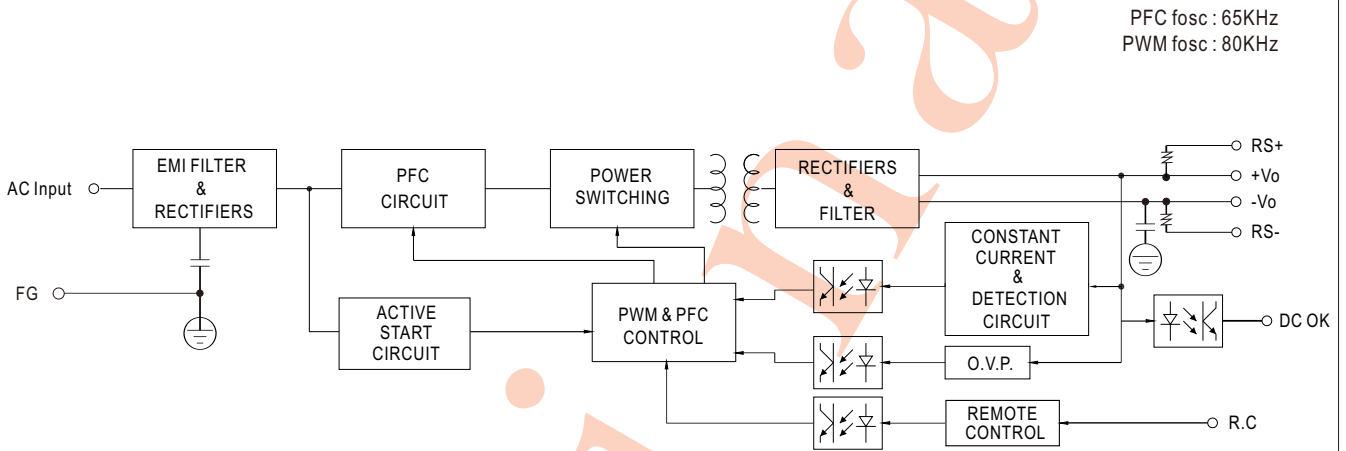 PFC fosc : 65KHz
PWM fosc : 80KHz
AC Input
EMI FILTER
&
RECTIFIERS
PFC
CIRCUIT
POWER
SWITCHING
RECTIFIERS
&
FILTER
RS+
+Vo
-Vo
RS-
FG
ACTIVE
START
CIRCUIT
PWM & PFC
CONTROL
CONSTANT
CURRENT
&
DETECTION
CIRCUIT
DC OK
O.V.P.
REMOTE
CONTROL
R.C